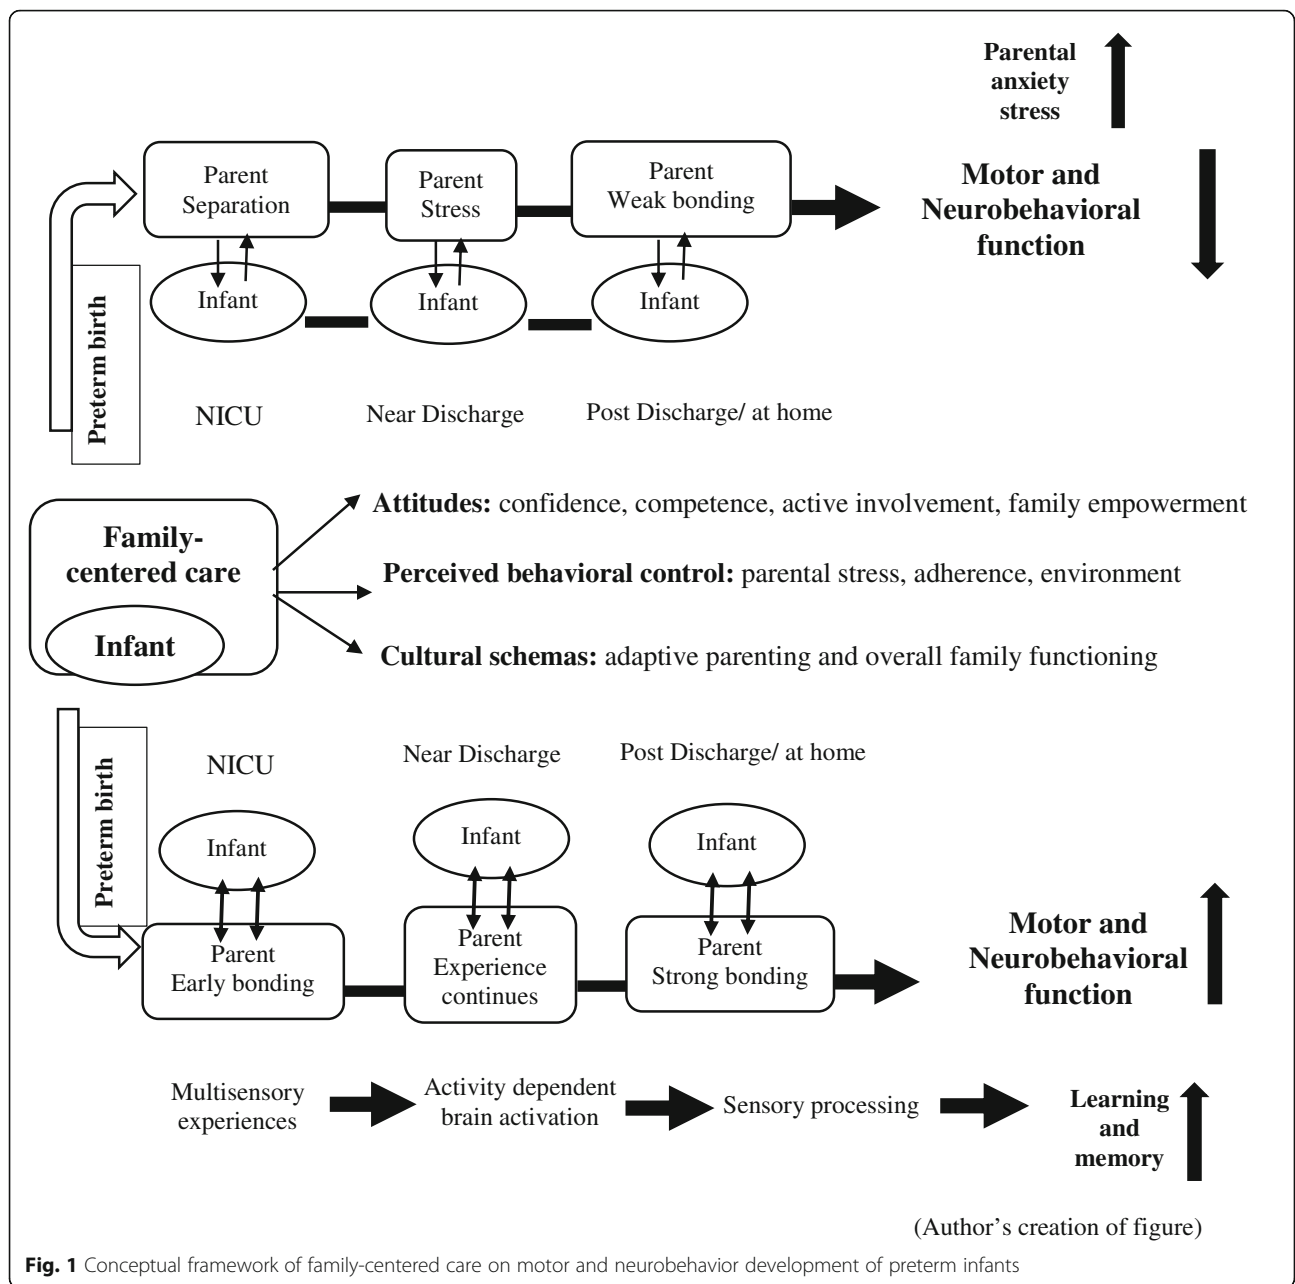 Parental
anxiety
stress
Parent
Separation
Parent
Stress
Parent
Weak bonding
Motor and
Neurobehavioral
function
Infant
Infant
Infant
Preterm birth
NICU
Near Discharge
Post Discharge/ at home
Family-
centered care
Infant
Attitudes: confidence, competence, active involvement, family empowerment
Perceived behavioral control: parental stress, adherence, environment
Cultural schemas: adaptive parenting and overall family functioning
Preterm birth
NICU
Near Discharge
Post Discharge/ at home
Infant
Infant
Infant
Parent
Early bonding
Parent
Experience
continues
Parent
Strong bonding
Motor and
Neurobehavioral
function
Multisensory
experiences
Activity dependent
brain activation
Sensory processing
Learning
and
memory
(Author's creation of figure)
Fig. 1 Conceptual framework of family-centered care on motor and neurobehavior development of preterm infants